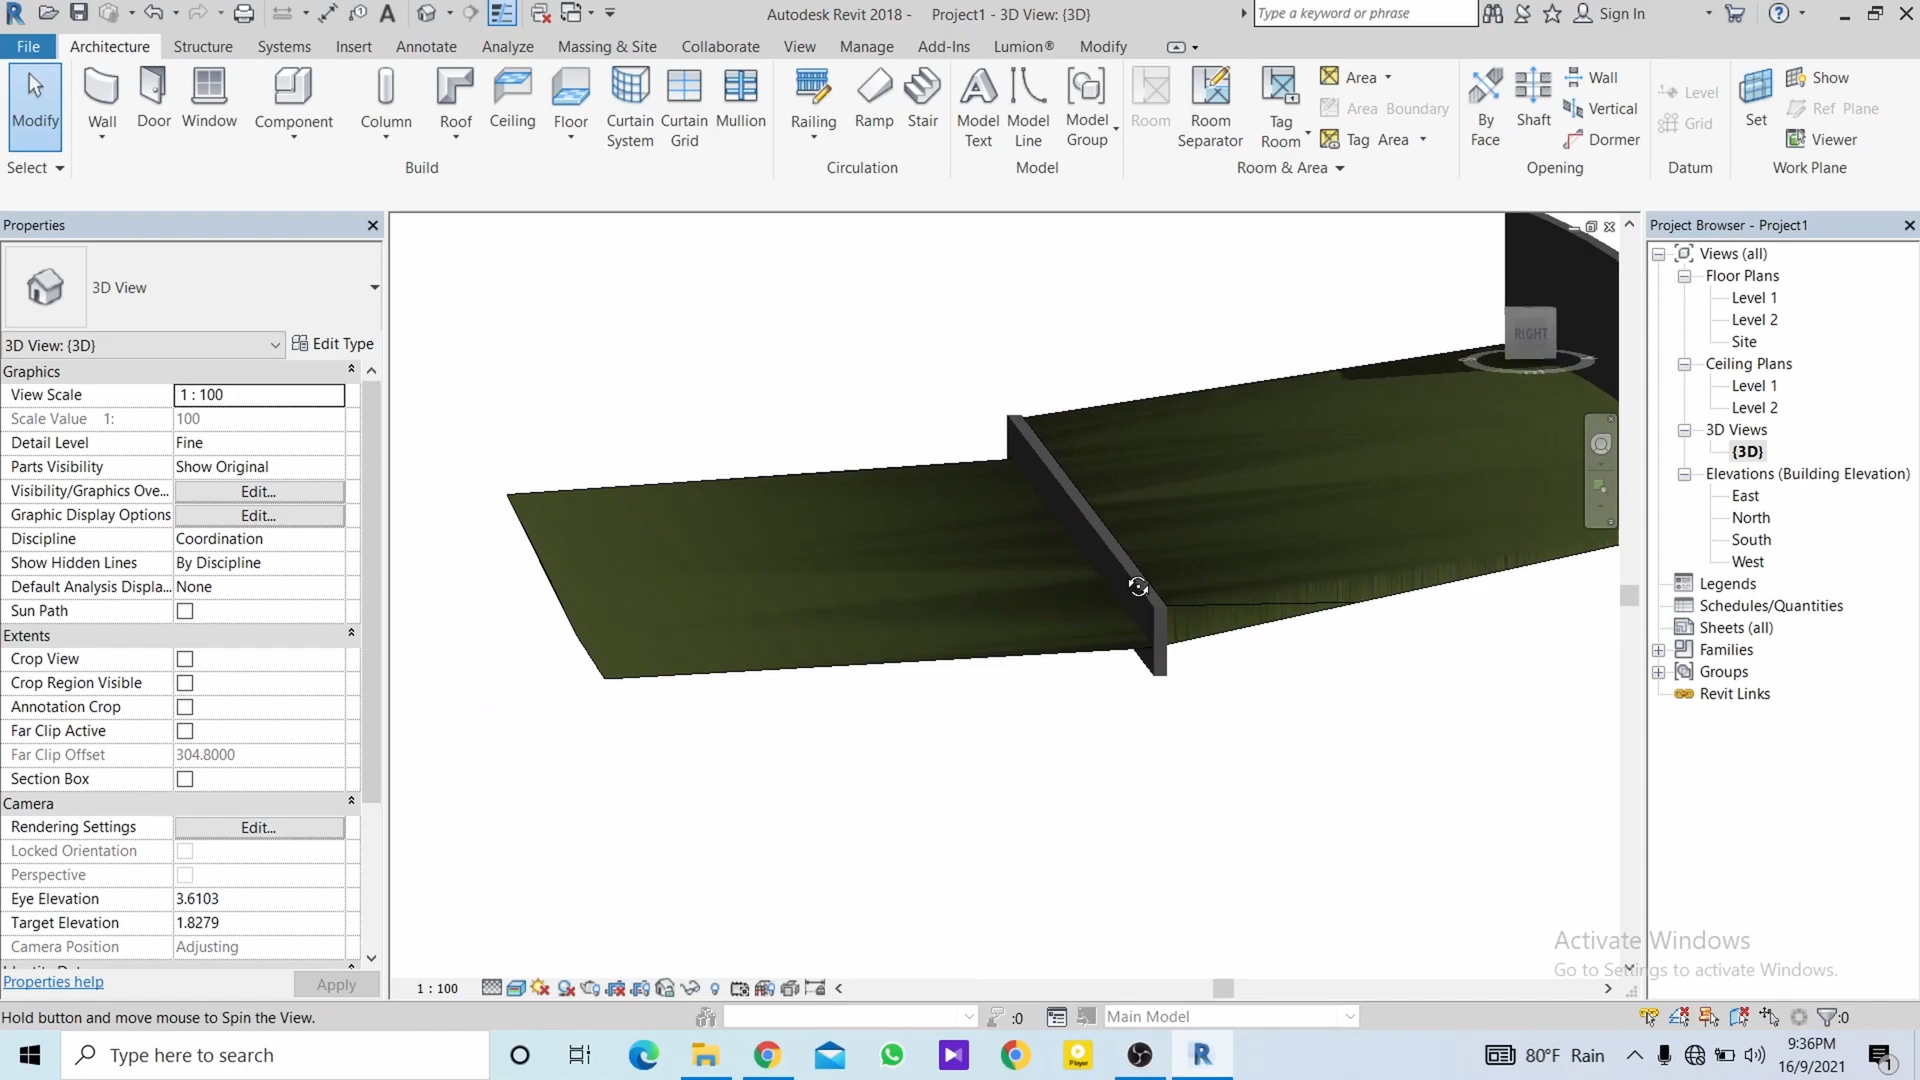 Autodesk Revit 2018 - Project1 - 3D View: {3D}
Type a keyword or phrase
Sign In
File Architecture Structure Systems Insert Annotate Analyze Massing & Site Collaborate View Manage Add-Ins Lumion® Modify
Modify Wall Door Window Component Column Roof Ceiling Floor Curtain System Curtain Grid Mullion Railing Ramp Stair Model Text Model Line Model Group Room Room Separator Tag Room Area Area Boundary Tag Area By Face Shaft Wall Vertical Dormer Level Grid Set Show Ref Plane Viewer
Select Build Circulation Model Room & Area Opening Datum Work Plane
Properties
3D View
3D View: {3D} Edit Type
Graphics
View Scale 1 : 100
Scale Value 1: 100
Detail Level Fine
Parts Visibility Show Original
Visibility/Graphics Ove... Edit...
Graphic Display Options Edit...
Discipline Coordination
Show Hidden Lines By Discipline
Default Analysis Displa... None
Sun Path
Extents
Crop View
Crop Region Visible
Annotation Crop
Far Clip Active
Far Clip Offset 304.8000
Section Box
Camera
Rendering Settings Edit...
Locked Orientation
Perspective
Eye Elevation 3.6103
Target Elevation 1.8279
Camera Position Adjusting
Properties help Apply
RIGHT
Project Browser - Project1
Views (all)
Floor Plans
Level 1
Level 2
Site
Ceiling Plans
Level 1
Level 2
3D Views
{3D}
Elevations (Building Elevation)
East
North
South
West
Legends
Schedules/Quantities
Sheets (all)
Families
Groups
Revit Links
Activate Windows
Go to Settings to activate Windows.
1 : 100
Hold button and move mouse to Spin the View.
:0
Main Model
:0
Type here to search
Player
80°F Rain
9:36PM
16/9/2021
1